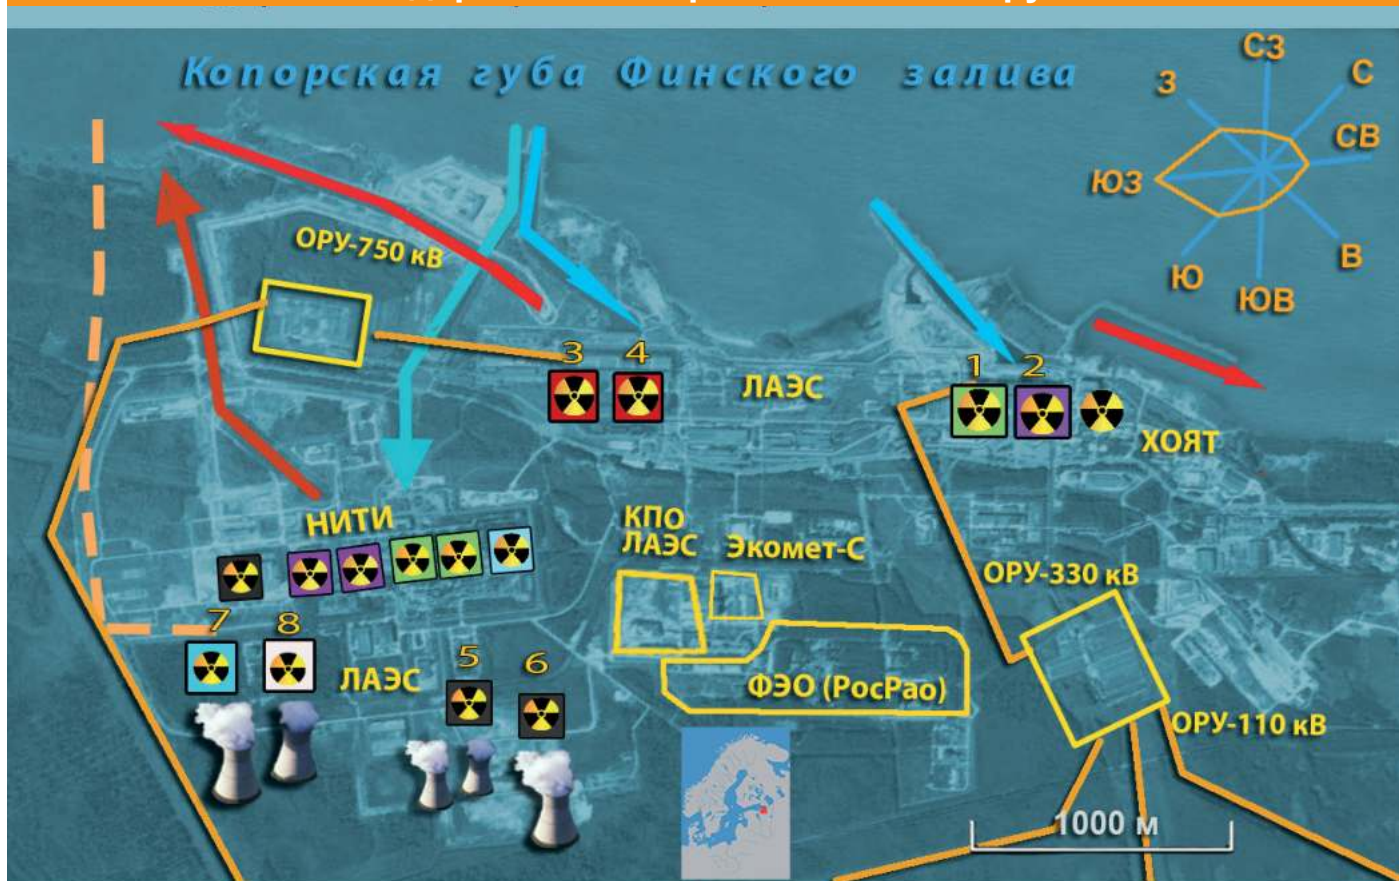 Копорская губа Финского залива
СЗ
З
С
СВ
ЮЗ
В
Ю
ЮВ
ОРУ-750 кВ
3
4
ЛАЭС
1
2
ХОЯТ
НИТИ
КПО
ЛАЭС
Экомет-С
ОРУ-330 кВ
7
8
ЛАЭС
5
6
ФЭО (РосРао)
ОРУ-110 кВ
1000 м